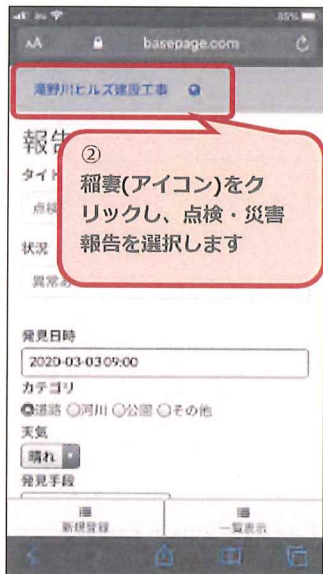 85%
AA basepage.com
滝野川ヒルズ建設工事
報告
②
稲妻(アイコン)をク
リックし、点検・災害
報告を選択します
タイト
点検
状況
異常あ
発見日時
2020-03-03 09:00
カテゴリ
道路 河川 公園 その他
天気
晴れ
発見手段
新規登録 一覧表示